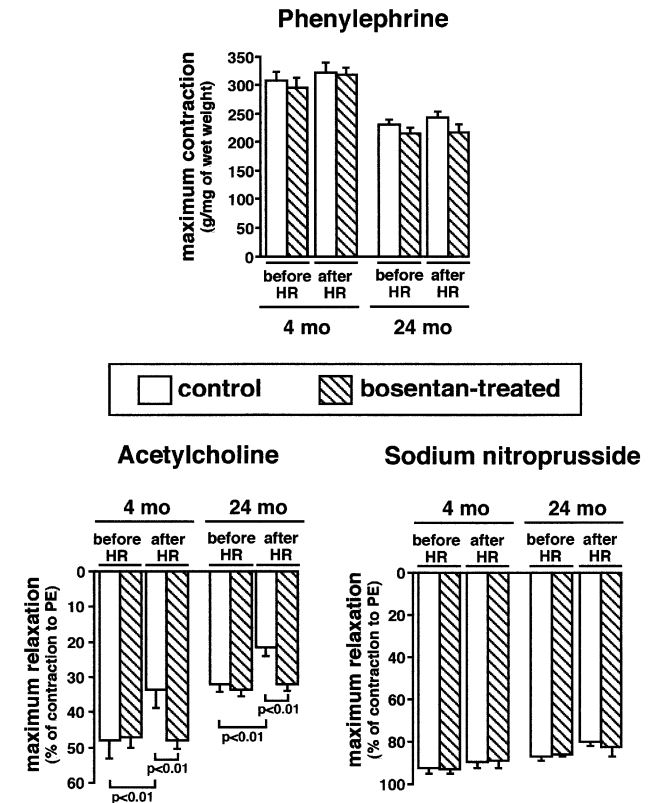 Phenylephrine
maximum contraction
(g/mg of wet weight)
350
300
250
200
150
100
50
0
before after before after
HR HR HR HR
4 mo 24 mo
control bosentan-treated
Acetylcholine
4 mo 24 mo
before after before after
HR HR HR HR
maximum relaxation
(% of contraction to PE)
0
10
20
30
40
50
60
p<0.01
p<0.01
p<0.01
p<0.01
Sodium nitroprusside
4 mo 24 mo
before after before after
HR HR HR HR
maximum relaxation
(% of contraction to PE)
0
20
40
60
80
100